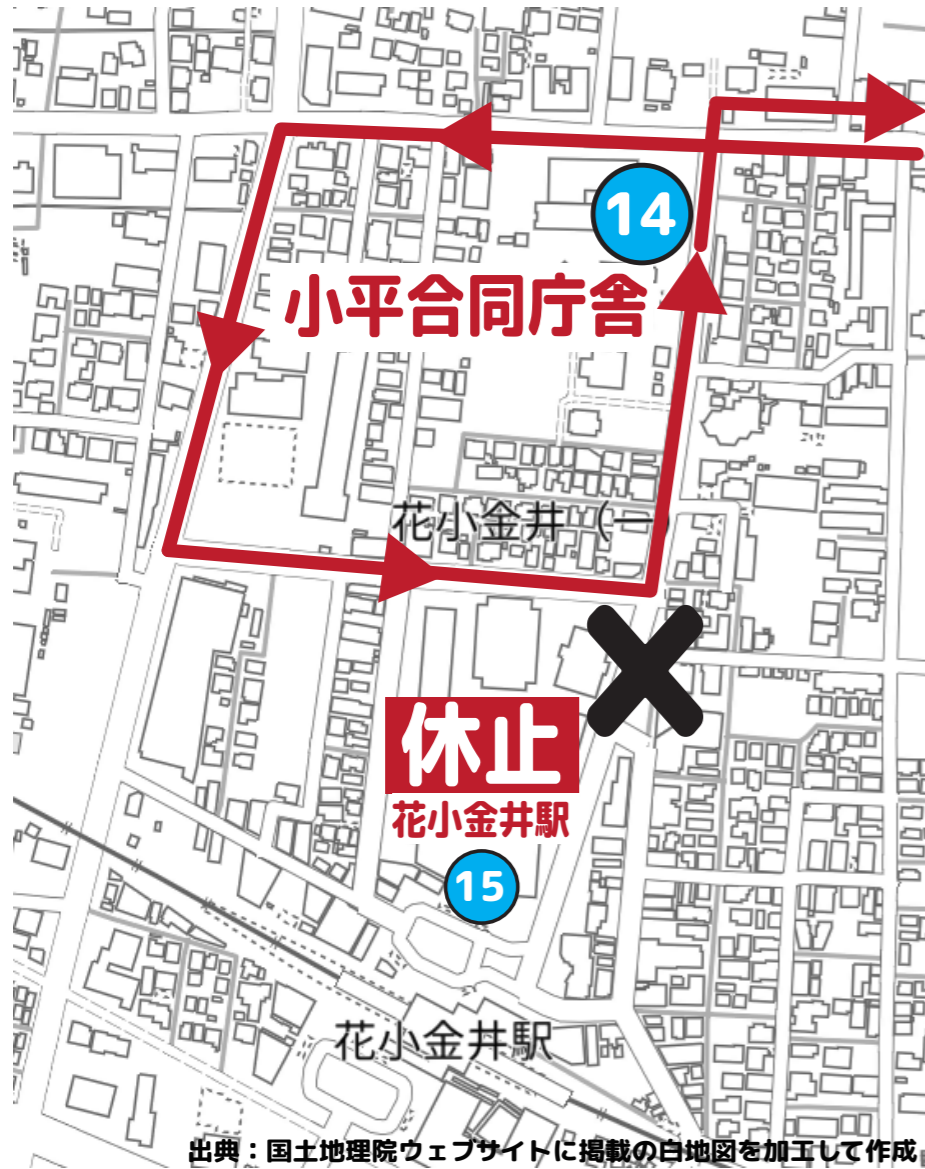 14
小平合同庁舎
花小金井（一）
休止
花小金井駅
15
花小金井駅
出典：国土地理院ウェブサイトに掲載の白地図を加工して作成